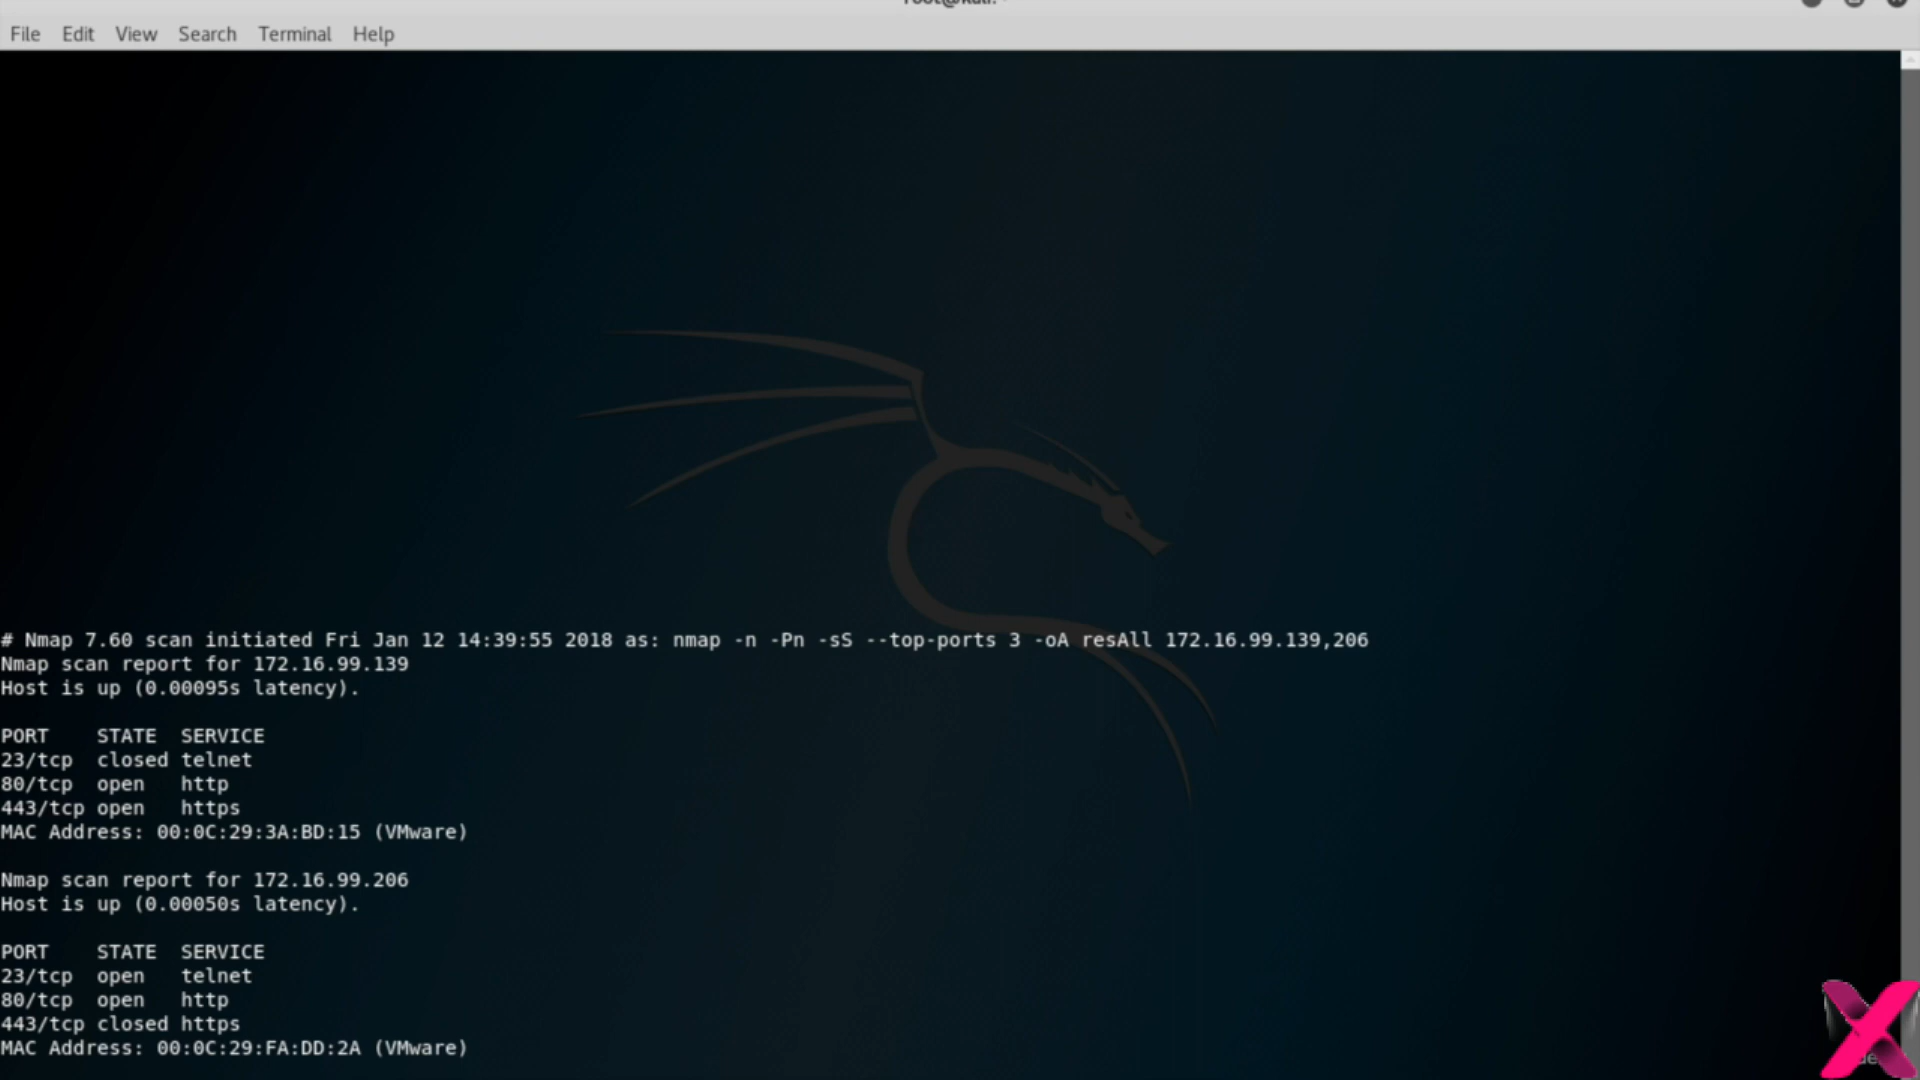 File Edit View Search Terminal Help
# Nmap 7.60 scan initiated Fri Jan 12 14:39:55 2018 as: nmap -n -Pn -sS --top-ports 3 -oA resAll 172.16.99.139,206
Nmap scan report for 172.16.99.139
Host is up (0.00095s latency).
PORT    STATE  SERVICE
23/tcp  closed telnet
80/tcp  open   http
443/tcp open   https
MAC Address: 00:0C:29:3A:BD:15 (VMware)
Nmap scan report for 172.16.99.206
Host is up (0.00050s latency).
PORT    STATE  SERVICE
23/tcp  open   telnet
80/tcp  open   http
443/tcp closed https
MAC Address: 00:0C:29:FA:DD:2A (VMware)